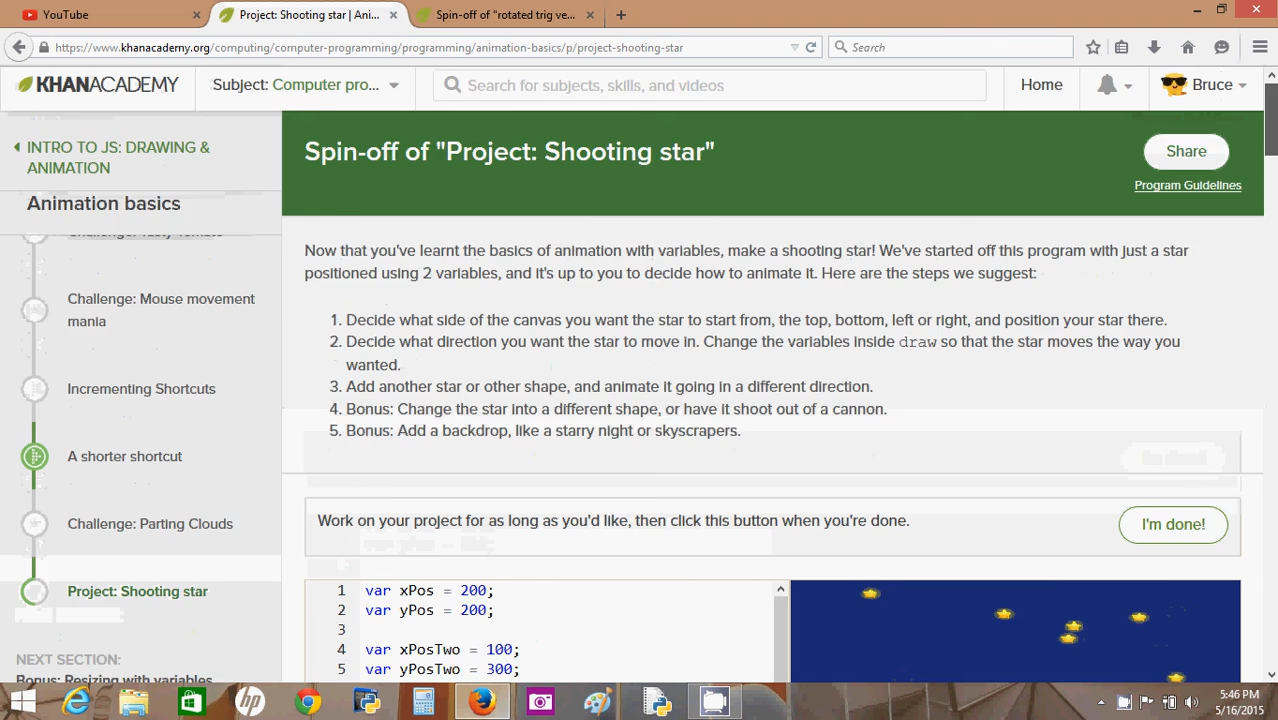 YouTube
Project: Shooting star | Ani...
Spin-off of "rotated trig ve...
https://www.khanacademy.org/computing/computer-programming/programming/animation-basics/p/project-shooting-star
Search
KHANACADEMY
Subject: Computer pro...
Search for subjects, skills, and videos
Home
Bruce
INTRO TO JS: DRAWING &
ANIMATION
Animation basics
Challenge: Mouse movement
mania
Incrementing Shortcuts
A shorter shortcut
Challenge: Parting Clouds
Project: Shooting star
NEXT SECTION:
Bonus: Resizing with variables
Spin-off of "Project: Shooting star"
Share
Program Guidelines
Now that you've learnt the basics of animation with variables, make a shooting star! We've started off this program with just a star
positioned using 2 variables, and it's up to you to decide how to animate it. Here are the steps we suggest:
1. Decide what side of the canvas you want the star to start from, the top, bottom, left or right, and position your star there.
2. Decide what direction you want the star to move in. Change the variables inside draw so that the star moves the way you
wanted.
3. Add another star or other shape, and animate it going in a different direction.
4. Bonus: Change the star into a different shape, or have it shoot out of a cannon.
5. Bonus: Add a backdrop, like a starry night or skyscrapers.
Work on your project for as long as you'd like, then click this button when you're done.
I'm done!
1 var xPos = 200;
2 var yPos = 200;
3
4 var xPosTwo = 100;
5 var yPosTwo = 300;
hp
5:46 PM
5/16/2015